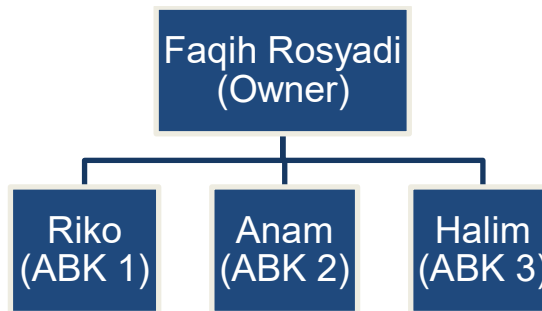 Faqih Rosyadi
(Owner)
Riko
(ABK 1)
Anam
(ABK 2)
Halim
(ABK 3)